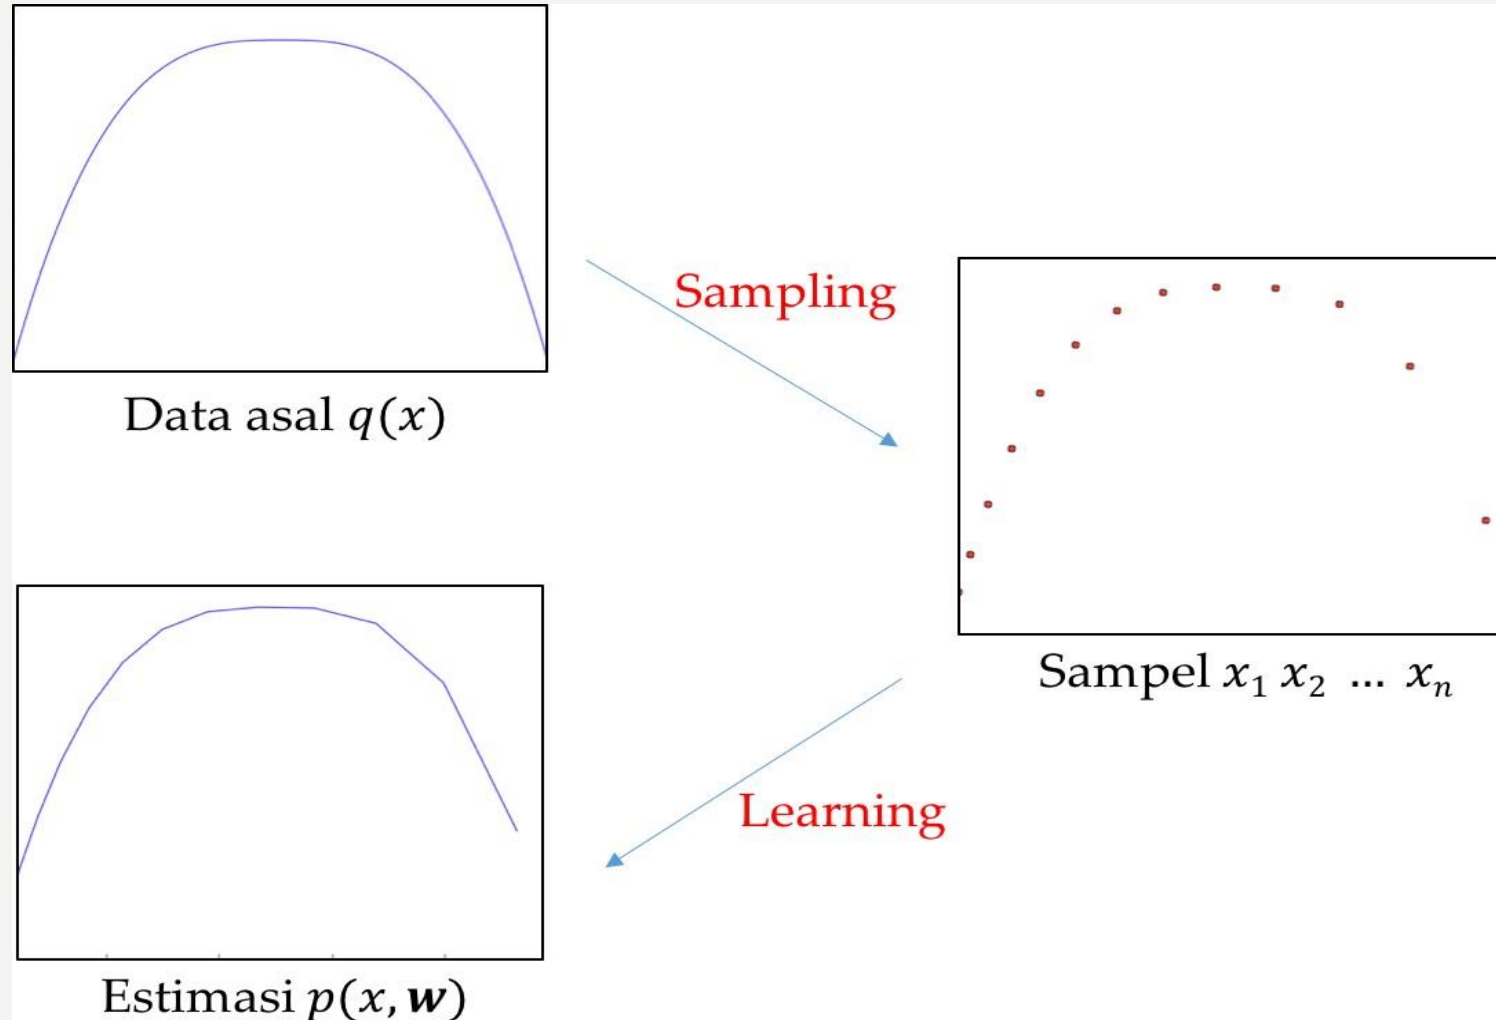 Data asal q(x)
Sampling
Sampel x₁ x₂ ... xₙ
Learning
Estimasi p(x, w)